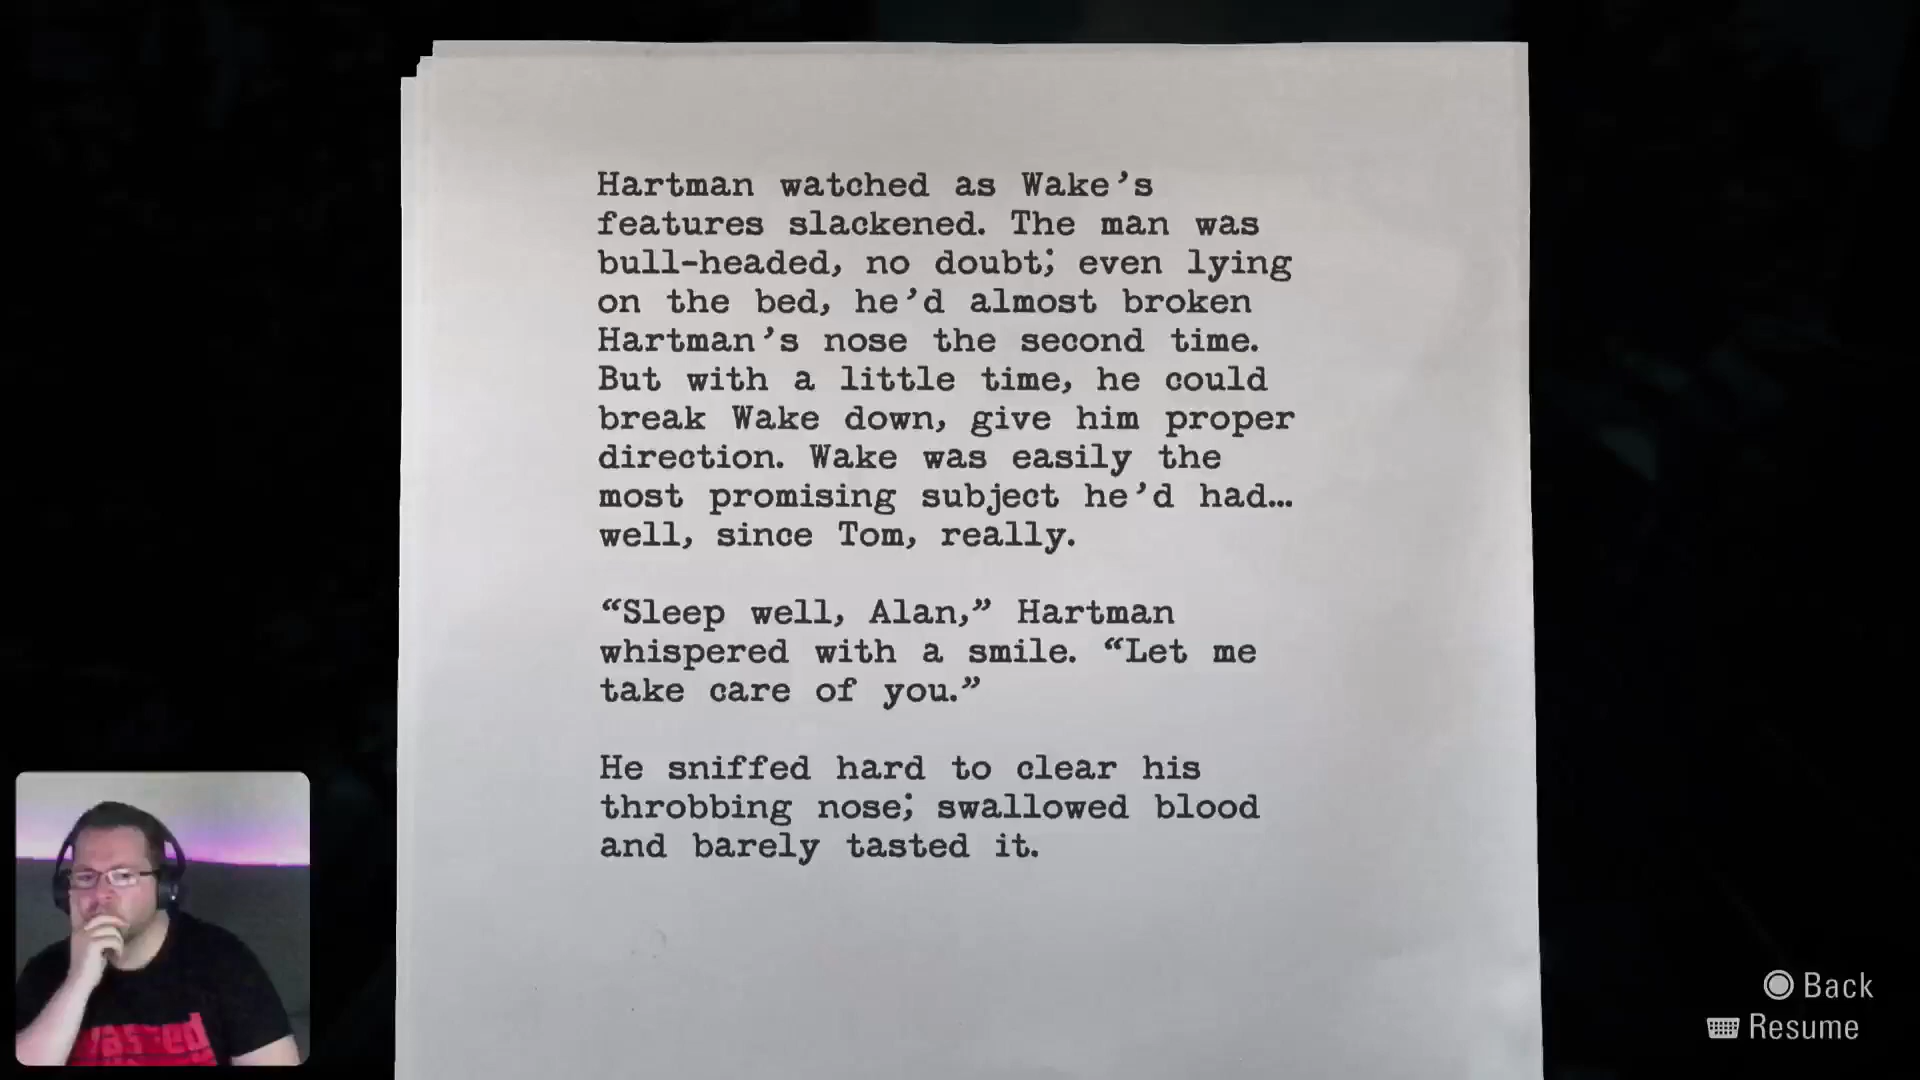 Hartman watched as Wake’s
features slackened. The man was
bull-headed, no doubt; even lying
on the bed, he’d almost broken
Hartman’s nose the second time.
But with a little time, he could
break Wake down, give him proper
direction. Wake was easily the
most promising subject he’d had…
well, since Tom, really.
“Sleep well, Alan,” Hartman
whispered with a smile. “Let me
take care of you.”
He sniffed hard to clear his
throbbing nose; swallowed blood
and barely tasted it.
Back
Resume